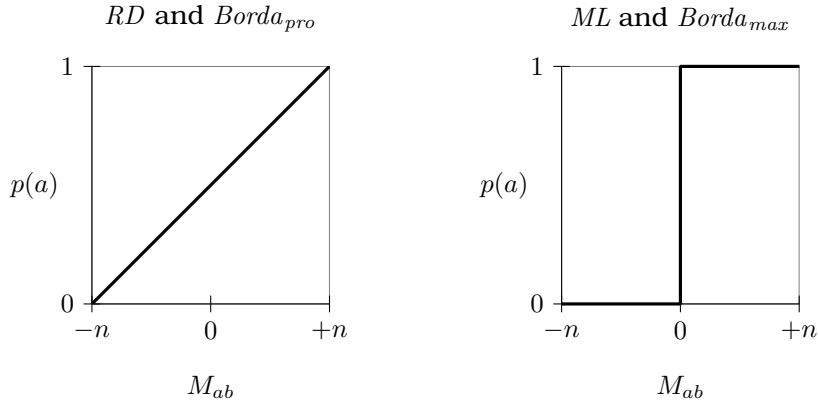 RD and Borda_pro
1
p(a)
0
−n
0
+n
M_ab
ML and Borda_max
1
p(a)
0
−n
0
+n
M_ab